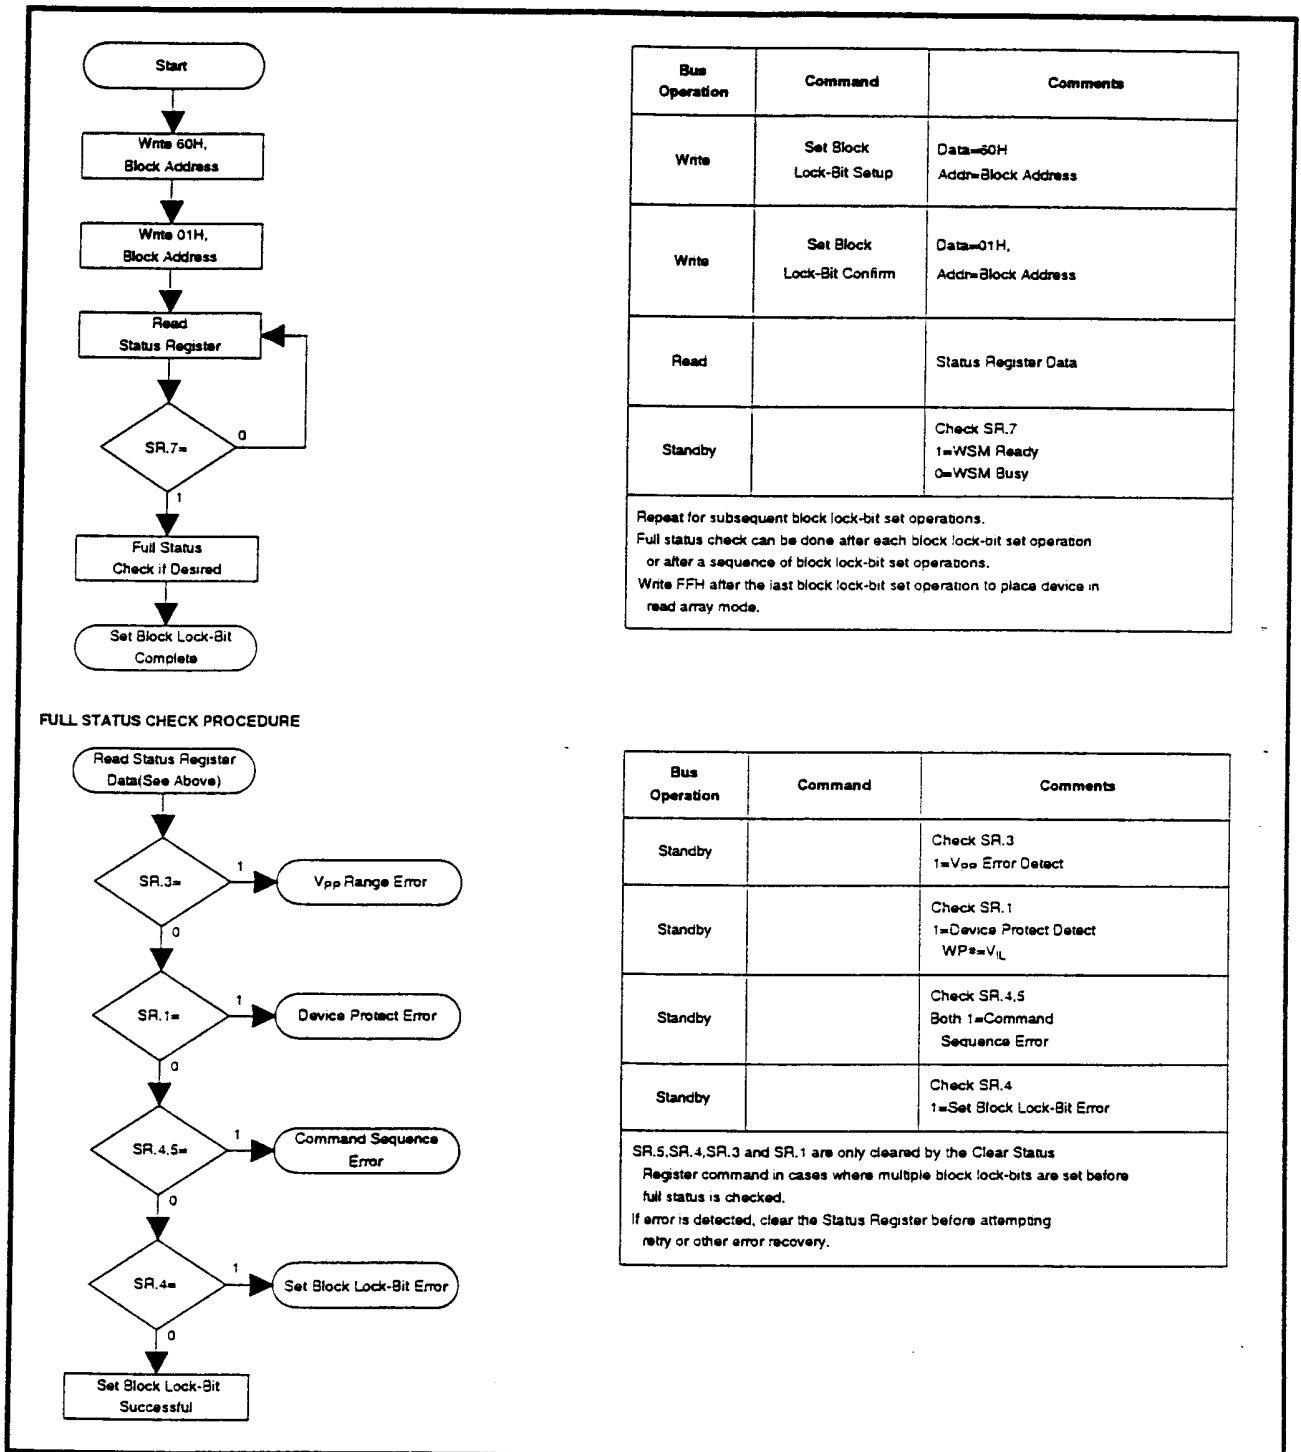 Start
Write 60H,
Block Address
Write 01H,
Block Address
Read
Status Register
SR.7=
0
1
Full Status
Check if Desired
Set Block Lock-Bit
Complete
Bus
Operation
Command
Comments
Write
Set Block
Lock-Bit Setup
Data=60H
Addr=Block Address
Write
Set Block
Lock-Bit Confirm
Data=01H,
Addr=Block Address
Read
Status Register Data
Standby
Check SR.7
1=WSM Ready
0=WSM Busy
Repeat for subsequent block lock-bit set operations.
Full status check can be done after each block lock-bit set operation
or after a sequence of block lock-bit set operations.
Write FFH after the last block lock-bit set operation to place device in
read array mode.
FULL STATUS CHECK PROCEDURE
Read Status Register
Data(See Above)
SR.3=
1
VPP Range Error
0
SR.1=
1
Device Protect Error
0
SR.4,5=
1
Command Sequence
Error
0
SR.4=
1
Set Block Lock-Bit Error
0
Set Block Lock-Bit
Successful
Bus
Operation
Command
Comments
Standby
Check SR.3
1=VPP Error Detect
Standby
Check SR.1
1=Device Protect Detect
WP#=VIL
Standby
Check SR.4,5
Both 1=Command
Sequence Error
Standby
Check SR.4
1=Set Block Lock-Bit Error
SR.5,SR.4,SR.3 and SR.1 are only cleared by the Clear Status
Register command in cases where multiple block lock-bits are set before
full status is checked.
If error is detected, clear the Status Register before attempting
retry or other error recovery.